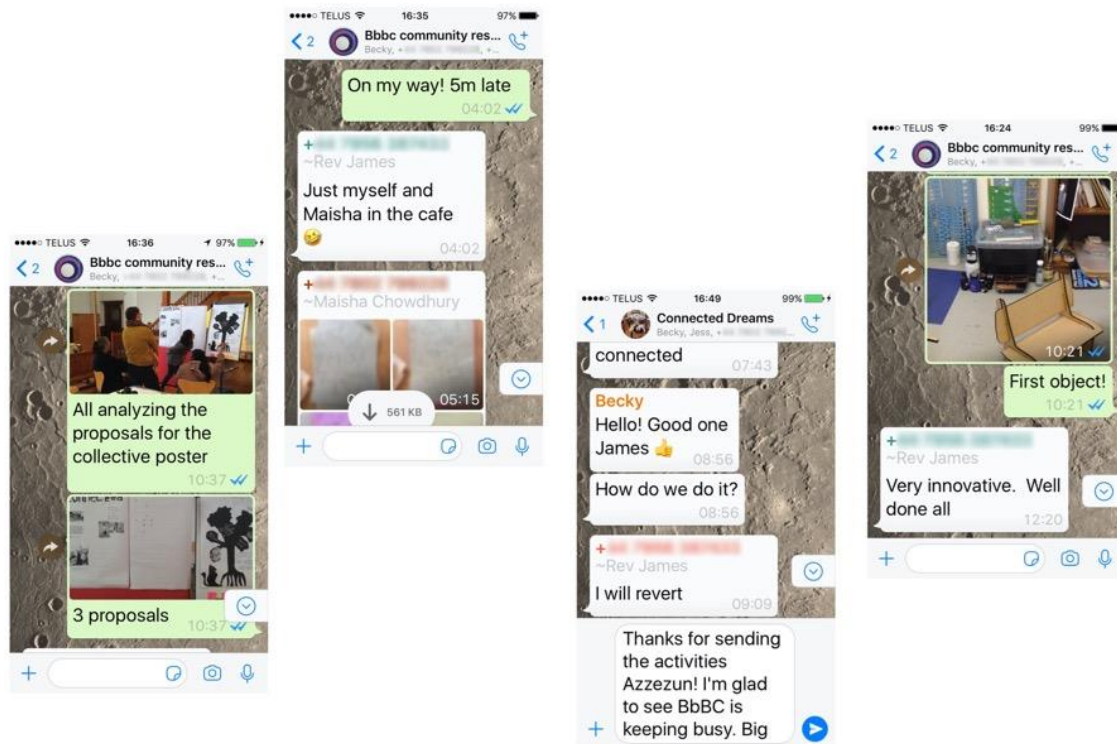 TELUS 16:36 97%
2 Bbbc community res...
Becky, +...
All analyzing the
proposals for the
collective poster
10:37
3 proposals
10:37
TELUS 16:35 97%
2 Bbbc community res...
Becky, +...
On my way! 5m late
04:02
+
~Rev James
Just myself and
Maisha in the cafe
🤣
04:02
+
~Maisha Chowdhury
05:15
561 KB
TELUS 16:49 99%
1 Connected Dreams
Becky, Jess, +...
connected
07:43
Becky
Hello! Good one
James 👍
08:56
How do we do it?
08:56
+
~Rev James
I will revert
09:09
Thanks for sending
the activities
Azzezun! I'm glad
to see BbBC is
keeping busy. Big
TELUS 16:24 99%
2 Bbbc community res...
Becky, +...
10:21
First object!
10:21
+
~Rev James
Very innovative. Well
done all
12:20